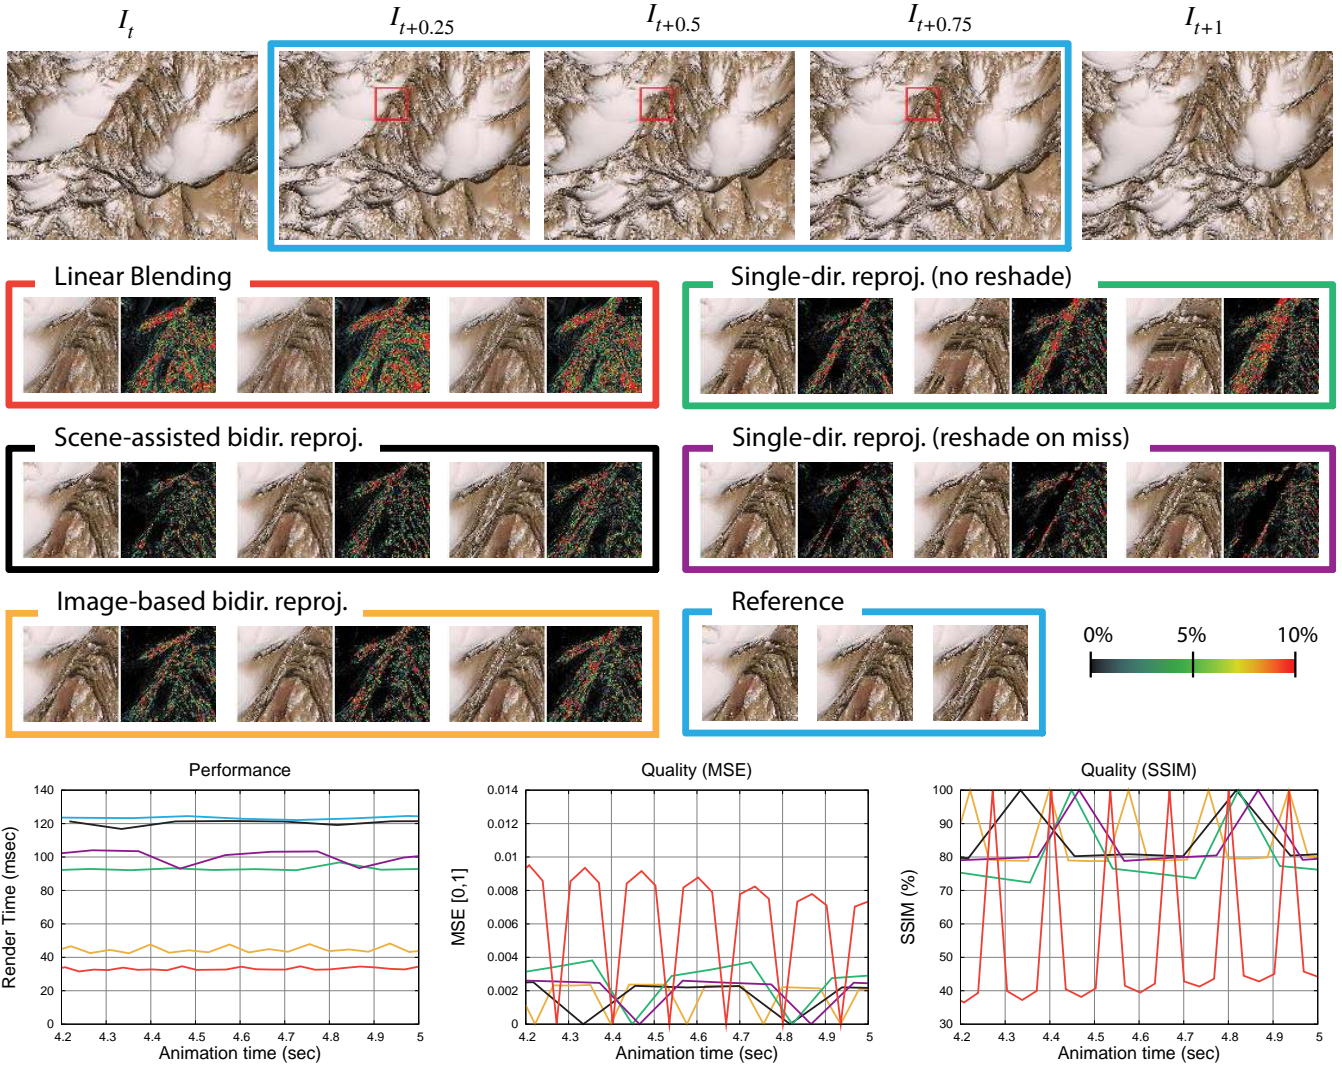 I_t
I_{t+0.25}
I_{t+0.5}
I_{t+0.75}
I_{t+1}
Linear Blending
Single-dir. reproj. (no reshade)
Scene-assisted bidir. reproj.
Single-dir. reproj. (reshade on miss)
Image-based bidir. reproj.
Reference
0% 5% 10%
Performance
Render Time (msec)
140
120
100
80
60
40
20
0
4.2 4.3 4.4 4.5 4.6 4.7 4.8 4.9 5
Animation time (sec)
Quality (MSE)
MSE [0,1]
0.014
0.012
0.01
0.008
0.006
0.004
0.002
0
4.2 4.3 4.4 4.5 4.6 4.7 4.8 4.9 5
Animation time (sec)
Quality (SSIM)
SSIM (%)
100
90
80
70
60
50
40
30
4.2 4.3 4.4 4.5 4.6 4.7 4.8 4.9 5
Animation time (sec)